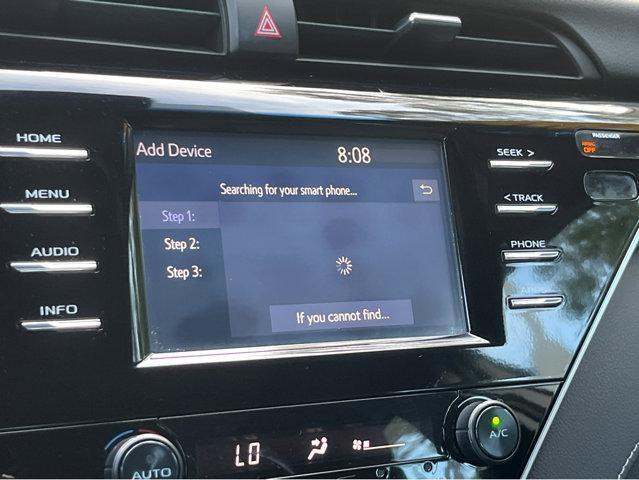 HOME
MENU
AUDIO
INFO
Add Device
8:08
Searching for your smart phone...
Step 1:
Step 2:
Step 3:
If you cannot find...
SEEK >
< TRACK
PHONE
PASSENGER
AIRBAG
OFF
AUTO
LO
A/C